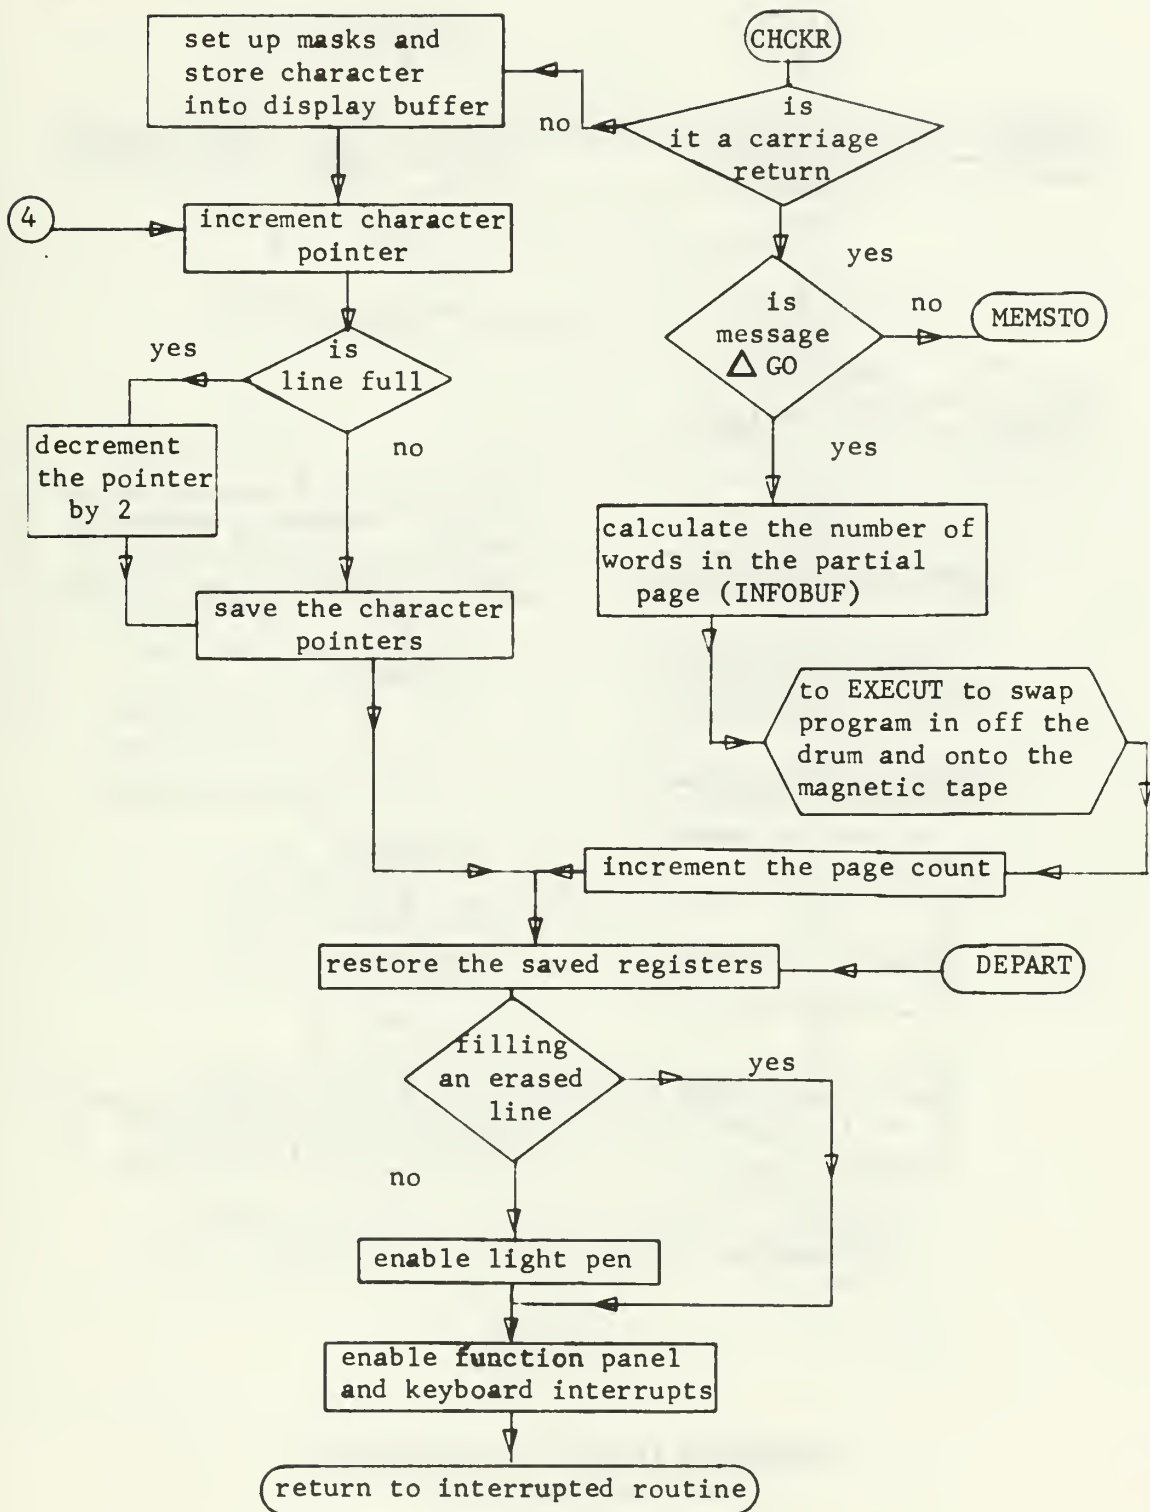 set up masks and
store character
into display buffer
CHCKR
is
it a carriage
return
no
4
increment character
pointer
yes
is
message
△ GO
no
MEMSTO
yes
is
line full
no
decrement
the pointer
by 2
yes
calculate the number of
words in the partial
page (INFOBUF)
save the character
pointers
to EXECUT to swap
program in off the
drum and onto the
magnetic tape
increment the page count
restore the saved registers
DEPART
filling
an erased
line
yes
no
enable light pen
enable function panel
and keyboard interrupts
return to interrupted routine